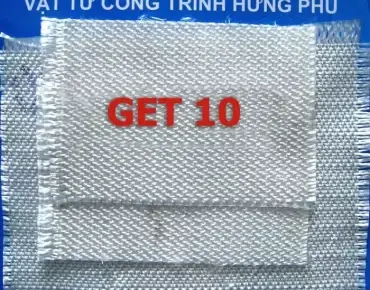 VẬT TƯ CÔNG TRÌNH HƯNG PHÚ
GET 10